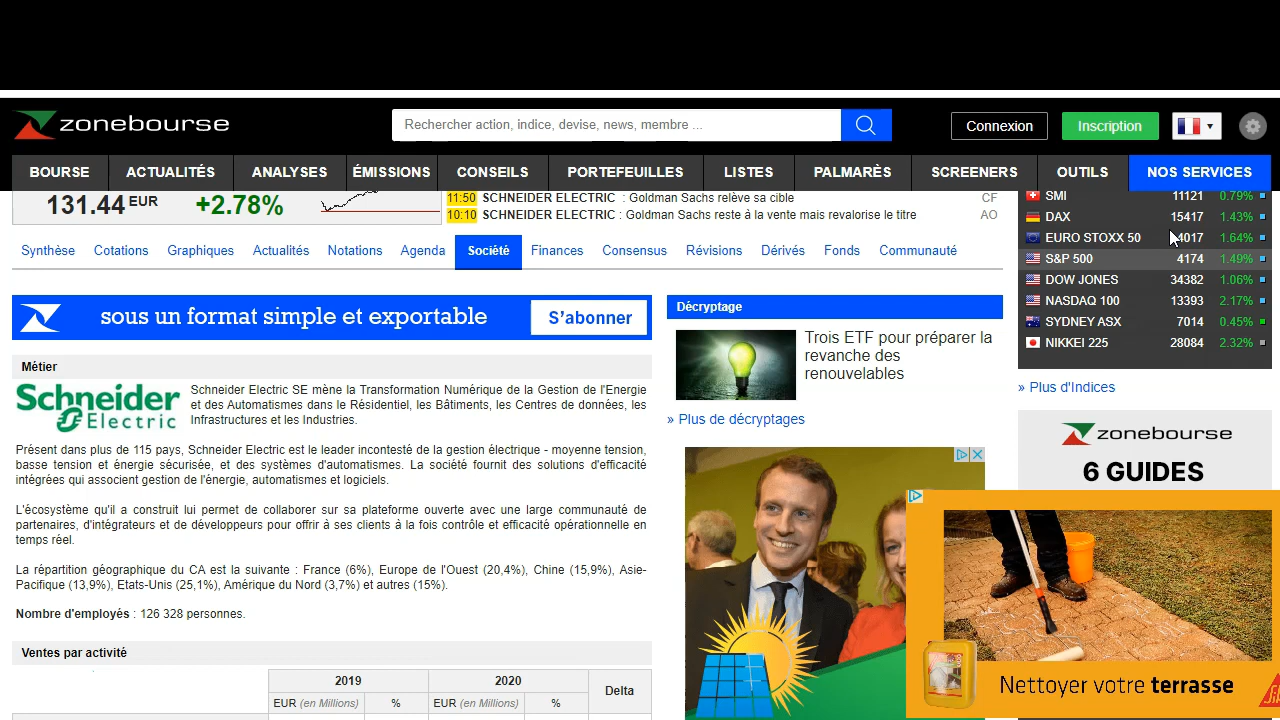 zonebourse
Rechercher action, indice, devise, news, membre ...
Connexion
Inscription
BOURSE ACTUALITÉS ANALYSES ÉMISSIONS CONSEILS PORTEFEUILLES LISTES PALMARÈS SCREENERS OUTILS NOS SERVICES
131.44 EUR +2.78%
11:50 SCHNEIDER ELECTRIC : Goldman Sachs relève sa cible CF
10:10 SCHNEIDER ELECTRIC : Goldman Sachs reste à la vente mais revalorise le titre AO
Synthèse Cotations Graphiques Actualités Notations Agenda Société Finances Consensus Révisions Dérivés Fonds Communauté
sous un format simple et exportable
S'abonner
Métier
Schneider Electric
Schneider Electric SE mène la Transformation Numérique de la Gestion de l'Energie
et des Automatismes dans le Résidentiel, les Bâtiments, les Centres de données, les
Infrastructures et les Industries.
Présent dans plus de 115 pays, Schneider Electric est le leader inontesté de la gestion électrique - moyenne tension,
basse tension et énergie sécurisée, et des systèmes d'automatismes. La société fournit des solutions d'efficacité
intégrées qui associent gestion de l'énergie, automatismes et logiciels.
L'écosystème qu'il a construit lui permet de collaborer sur sa plateforme ouverte avec une large communauté de
partenaires, d'intégrateurs et de développeurs pour offrir à ses clients à la fois contrôle et efficacité opérationnelle en
temps réel.
La répartition géographique du CA est la suivante : France (6%), Europe de l'Ouest (20,4%), Chine (15,9%), Asie-
Pacifique (13.9%), Etats-Unis (25,1%), Amérique du Nord (3,7%) et autres (15%).
Nombre d'employés : 126 328 personnes.
Ventes par activité
2019 2020 Delta
EUR (en Millions) % EUR (en Millions) %
Décryptage
Trois ETF pour préparer la
revanche des
renouvelables
» Plus de décryptages
SMI 11121 0.79%
DAX 15417 1.43%
EURO STOXX 50 4017 1.64%
S&P 500 4174 1.49%
DOW JONES 34382 1.06%
NASDAQ 100 13393 2.17%
SYDNEY ASX 7014 0.45%
NIKKEI 225 28084 2.32%
» Plus d'Indices
zonebourse
6 GUIDES
Nettoyer votre terrasse